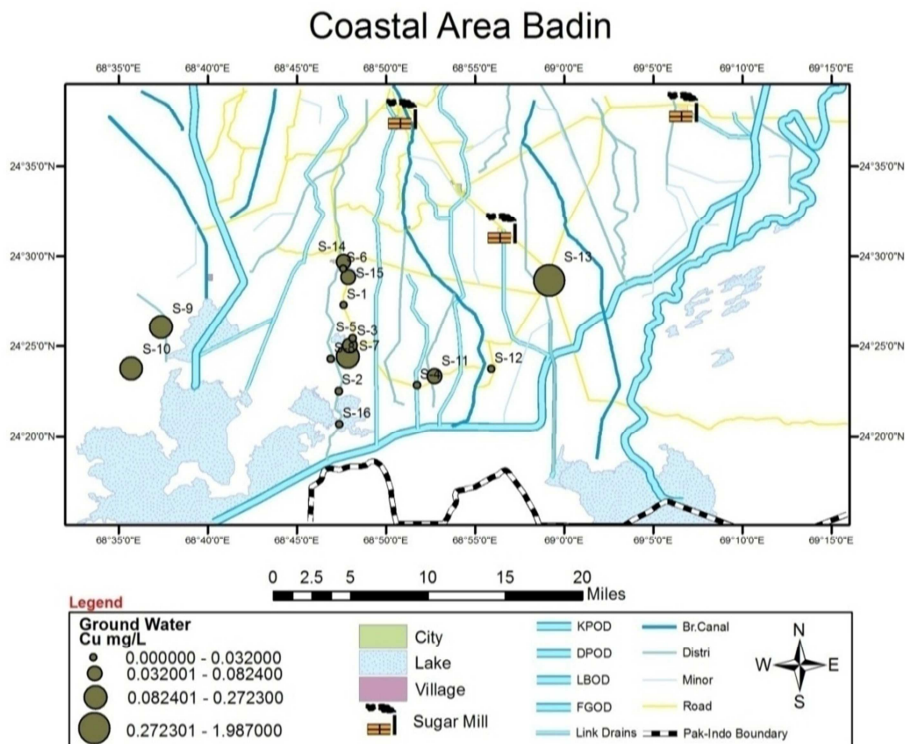 Coastal Area Badin
68°35'0"E 68°40'0"E 68°45'0"E 68°50'0"E 68°55'0"E 69°0'0"E 69°5'0"E 69°10'0"E 69°15'0"E
24°35'0"N 24°35'0"N
S-14
S-6
S-13
24°30'0"N 24°30'0"N
S-15
S-1
S-9
S-5
S-3
S-7
S-10
24°25'0"N 24°25'0"N
S-11
S-12
S-4
S-2
S-16
24°20'0"N 24°20'0"N
68°35'0"E 68°40'0"E 68°45'0"E 68°50'0"E 68°55'0"E 69°0'0"E 69°5'0"E 69°10'0"E 69°15'0"E
0 2.5 5 10 15 20
Miles
Legend
Ground Water
Cu mg/L
0.000000 - 0.032000
0.032001 - 0.082400
0.082401 - 0.272300
0.272301 - 1.987000
City
Lake
Village
Sugar Mill
KPOD
DPOD
LBOD
FGOD
Link Drains
Br.Canal
Distri
Minor
Road
Pak-Indo Boundary
N
W E
S